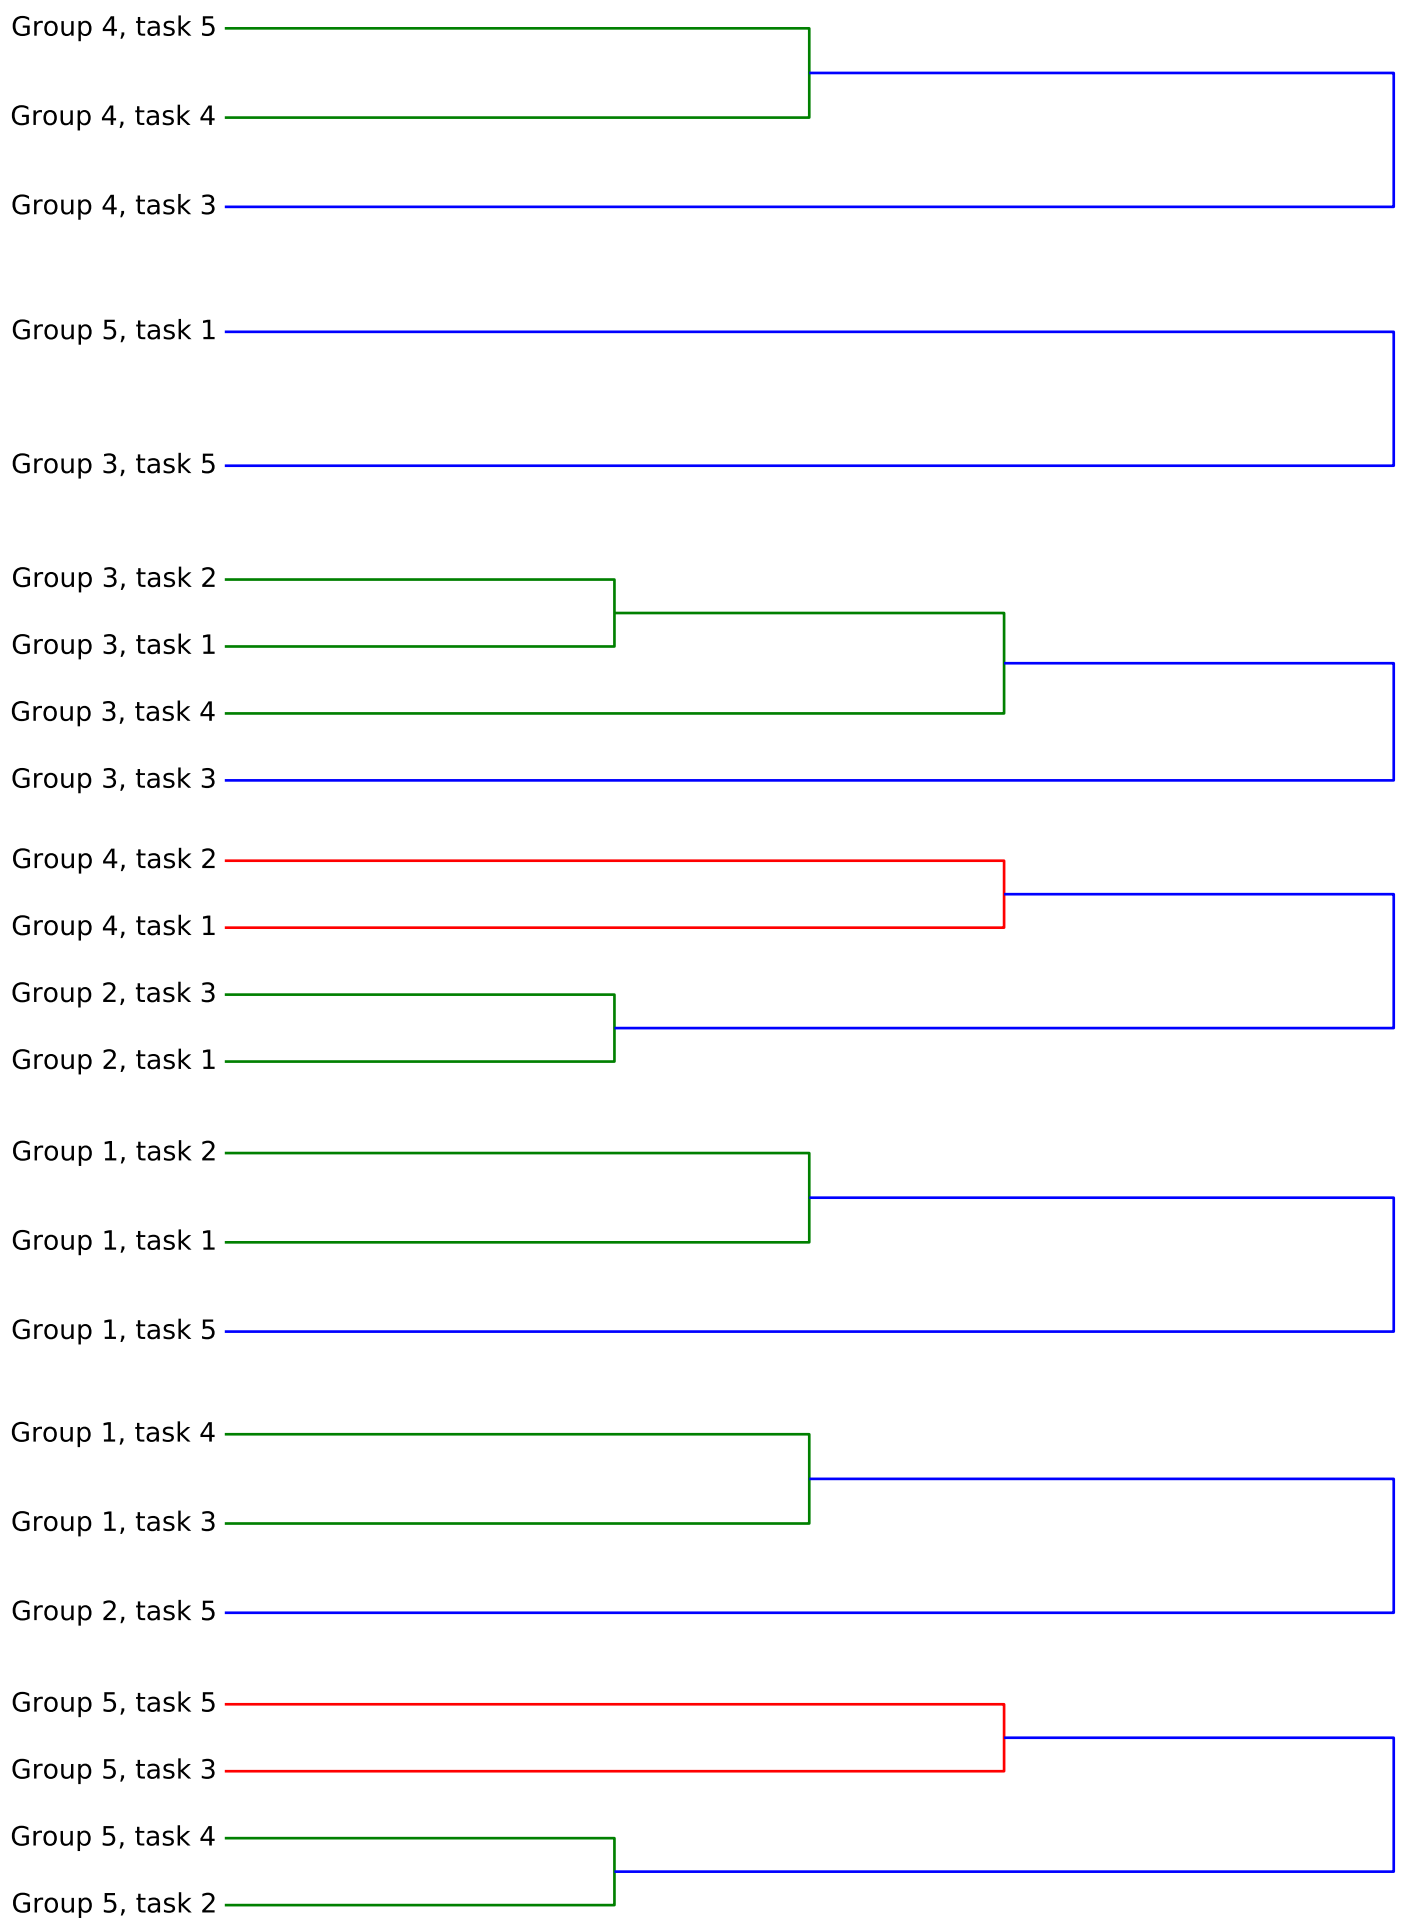 Group 4, task 5
Group 4, task 4
Group 4, task 3
Group 5, task 1
Group 3, task 5
Group 3, task 2
Group 3, task 1
Group 3, task 4
Group 3, task 3
Group 4, task 2
Group 4, task 1
Group 2, task 3
Group 2, task 1
Group 1, task 2
Group 1, task 1
Group 1, task 5
Group 1, task 4
Group 1, task 3
Group 2, task 5
Group 5, task 5
Group 5, task 3
Group 5, task 4
Group 5, task 2